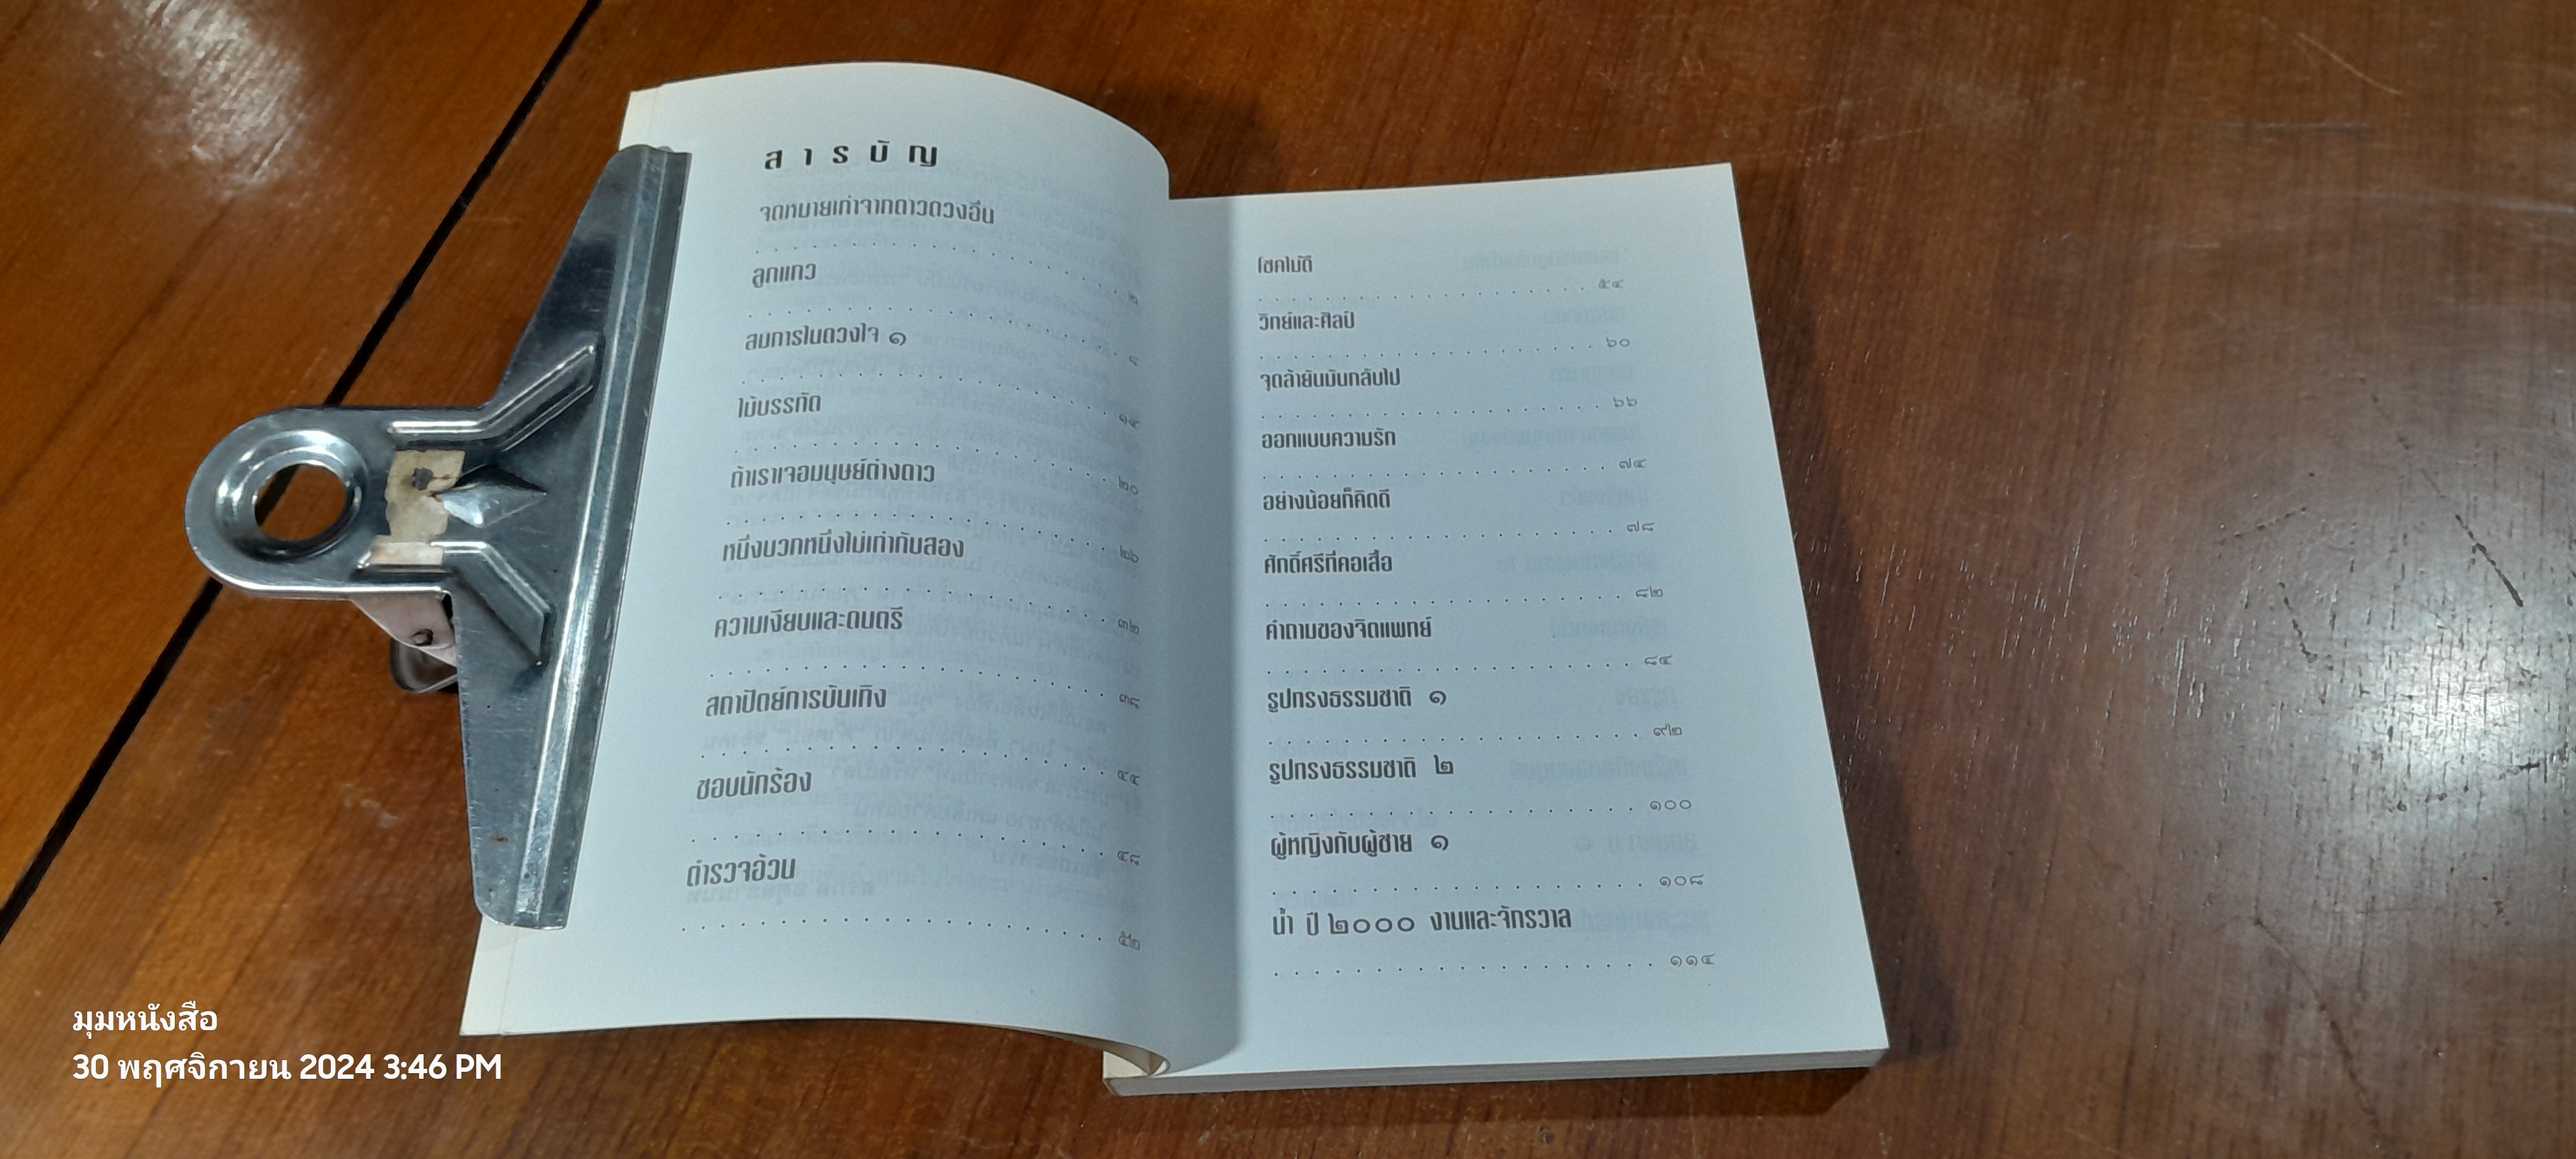 สารบัญ
จดหมายเก่าจากดาวดวงอื่น
. . . . . . . . . . . . . . . . . . . . ๒
ลูกแกว
. . . . . . . . . . . . . . . . . . . . ๘
สมการในดวงใจ ๑
. . . . . . . . . . . . . . . . . . . . ๑๔
ไม้บรรทัด
. . . . . . . . . . . . . . . . . . . . ๒๐
ถ้าเราเจอมนุษย์ต่างดาว
. . . . . . . . . . . . . . . . . . . . ๒๖
หนึ่งบวกหนึ่งไม่เท่ากับสอง
. . . . . . . . . . . . . . . . . . . . ๓๒
ความเงียบและดนตรี
. . . . . . . . . . . . . . . . . . . . ๓๘
สถาปัตย์การบันเทิง
. . . . . . . . . . . . . . . . . . . . ๔๔
ชอบนักร้อง
. . . . . . . . . . . . . . . . . . . . ๔๘
ตำรวจอ้วน
. . . . . . . . . . . . . . . . . . . . ๕๒
โชคไม่ดี
. . . . . . . . . . . . . . . . . . . . ๕๔
วิทย์และศิลป์
. . . . . . . . . . . . . . . . . . . . ๖๐
จุดล้ายันมันกลับไป
. . . . . . . . . . . . . . . . . . . . ๖๖
ออกแบบความรัก
. . . . . . . . . . . . . . . . . . . . ๗๔
อย่างน้อยก็คิดดี
. . . . . . . . . . . . . . . . . . . . ๗๘
ศักดิ์ศรีที่คอเสื้อ
. . . . . . . . . . . . . . . . . . . . ๘๒
คำถามของจิตแพทย์
. . . . . . . . . . . . . . . . . . . . ๘๔
รูปทรงธรรมชาติ ๑
. . . . . . . . . . . . . . . . . . . . ๙๒
รูปทรงธรรมชาติ ๒
. . . . . . . . . . . . . . . . . . . . ๑๐๐
ผู้หญิงกับผู้ชาย ๑
. . . . . . . . . . . . . . . . . . . . ๑๐๘
น้ำ ปี ๒๐๐๐ งานและจักรวาล
. . . . . . . . . . . . . . . . . . . . ๑๑๔
มุมหนังสือ
30 พฤศจิกายน 2024 3:46 PM